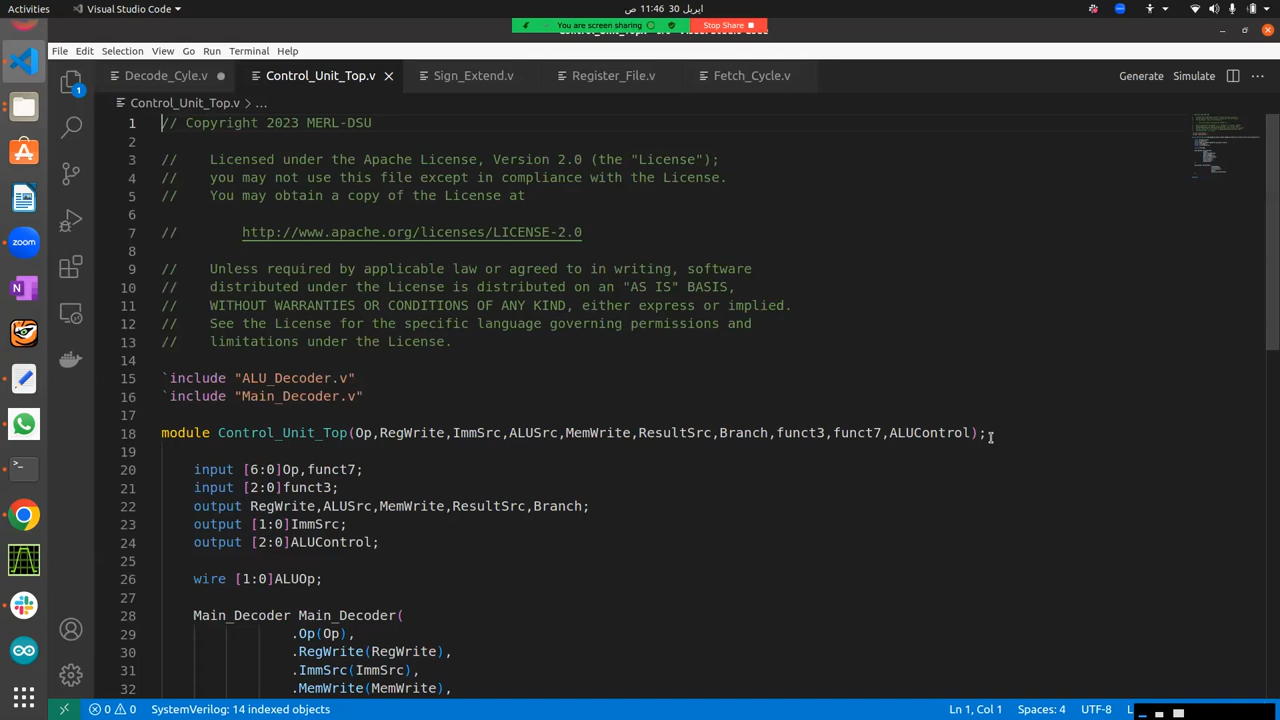 Activities
Visual Studio Code
ابريل 30 11:46 ص
You are screen sharing
Stop Share
File Edit Selection View Go Run Terminal Help
Decode_Cyle.v
Control_Unit_Top.v
Sign_Extend.v
Register_File.v
Fetch_Cycle.v
Generate
Simulate
Control_Unit_Top.v > ...
1 // Copyright 2023 MERL-DSU
2
3 // Licensed under the Apache License, Version 2.0 (the "License");
4 // you may not use this file except in compliance with the License.
5 // You may obtain a copy of the License at
6
7 // http://www.apache.org/licenses/LICENSE-2.0
8
9 // Unless required by applicable law or agreed to in writing, software
10 // distributed under the License is distributed on an "AS IS" BASIS,
11 // WITHOUT WARRANTIES OR CONDITIONS OF ANY KIND, either express or implied.
12 // See the License for the specific language governing permissions and
13 // limitations under the License.
14
15 `include "ALU_Decoder.v"
16 `include "Main_Decoder.v"
17
18 module Control_Unit_Top(Op,RegWrite,ImmSrc,ALUSrc,MemWrite,ResultSrc,Branch,funct3,funct7,ALUControl);
19
20 input [6:0]Op,funct7;
21 input [2:0]funct3;
22 output RegWrite,ALUSrc,MemWrite,ResultSrc,Branch;
23 output [1:0]ImmSrc;
24 output [2:0]ALUControl;
25
26 wire [1:0]ALUOp;
27
28 Main_Decoder Main_Decoder(
29 .Op(Op),
30 .RegWrite(RegWrite),
31 .ImmSrc(ImmSrc),
32 .MemWrite(MemWrite),
1
zoom
0 0 SystemVerilog: 14 indexed objects
Ln 1, Col 1 Spaces: 4 UTF-8